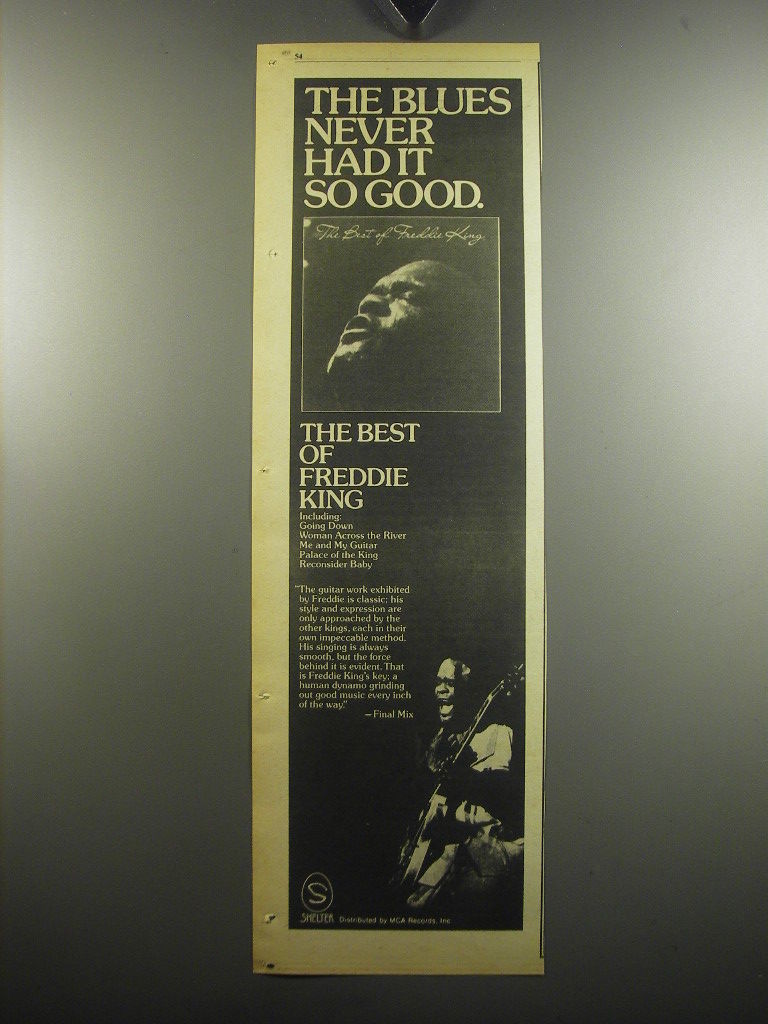 54
THE BLUES
NEVER
HAD IT
SO GOOD.
The Best of Freddie King
THE BEST
OF
FREDDIE
KING
Including:
Going Down
Woman Across the River
Me and My Guitar
Palace of the King
Reconsider Baby
"The guitar work exhibited
by Freddie is classic; his
style and expression are
only approached by the
other kings, each in their
own impeccable method.
His singing is always
smooth, but the force
behind it is evident. That
is Freddie King's key; a
human dynamo grinding
out good music every inch
of the way."
—Final Mix
S
SHELTER Distributed by MCA Records, Inc.